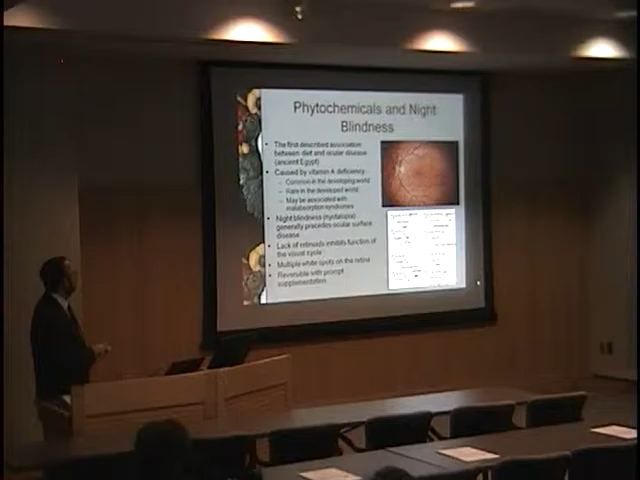 Phytochemicals and Night
Blindness
• The first described association
between diet and ocular disease
(ancient Egypt)
• Caused by vitamin A deficiency:
– Common in the developing world
– Rare in the developed world
– May be associated with
malabsorption syndromes
• Night blindness (nyctalopia)
generally precedes ocular surface
disease
• Lack of retinoids inhibits function of
the visual cycle
• Multiple white spots on the retina
• Reversible with prompt
supplementation